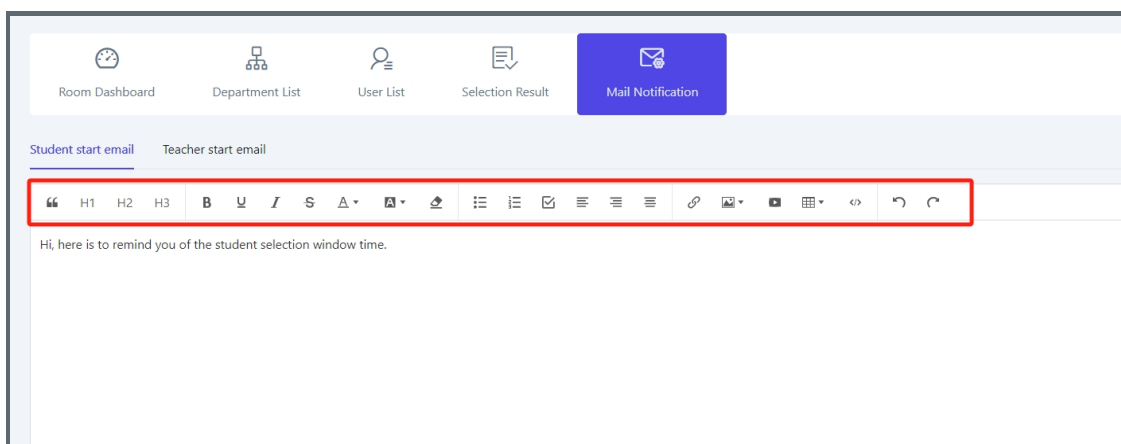 Room Dashboard Department List User List Selection Result Mail Notification
Student start email Teacher start email
H1 H2 H3 B U I S A A
Hi, here is to remind you of the student selection window time.